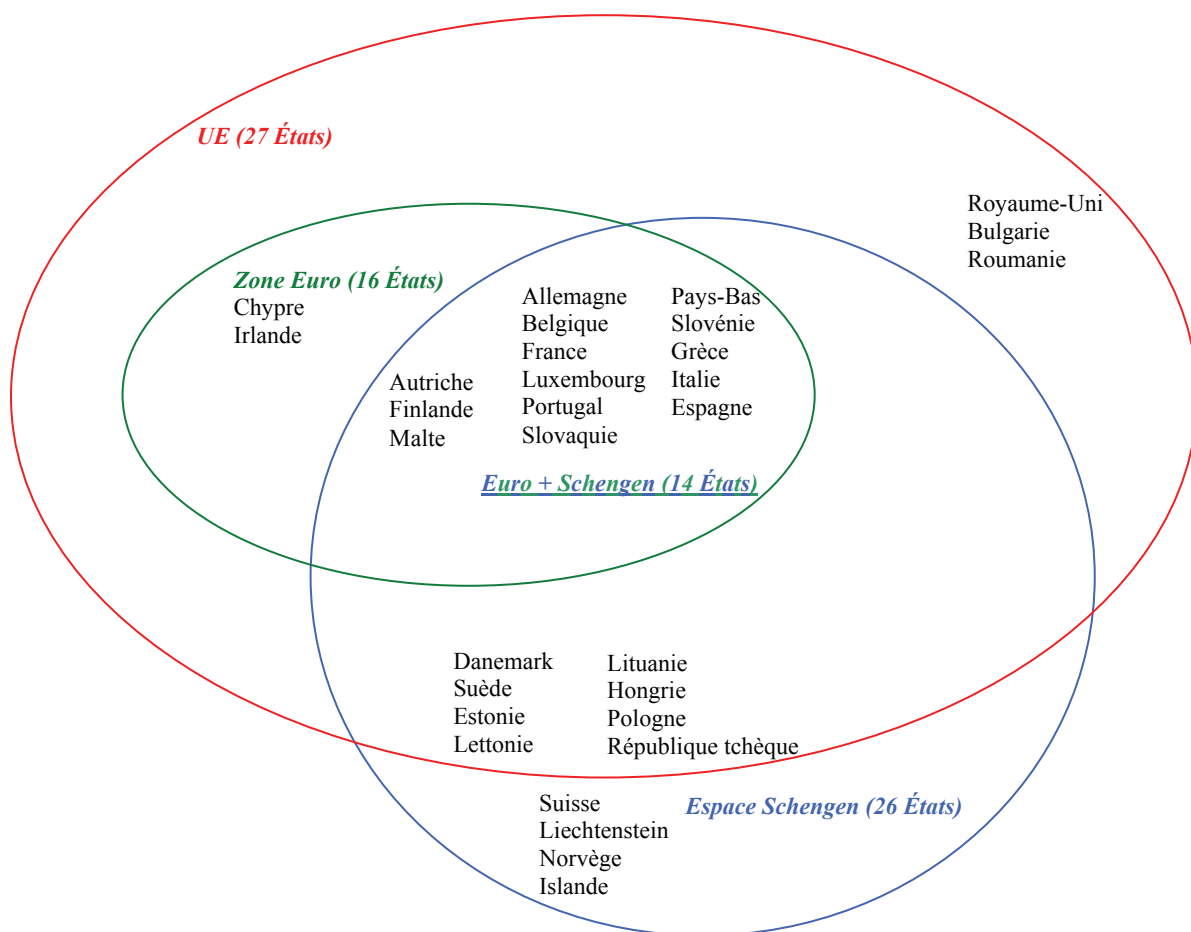 UE (27 États)
Royaume-Uni
Bulgarie
Roumanie
Zone Euro (16 États)
Chypre
Irlande
Autriche
Finlande
Malte
Allemagne
Belgique
France
Luxembourg
Portugal
Slovaquie
Pays-Bas
Slovénie
Grèce
Italie
Espagne
Euro + Schengen (14 États)
Danemark
Suède
Estonie
Lettonie
Lituanie
Hongrie
Pologne
République tchèque
Suisse
Liechtenstein
Norvège
Islande
Espace Schengen (26 États)